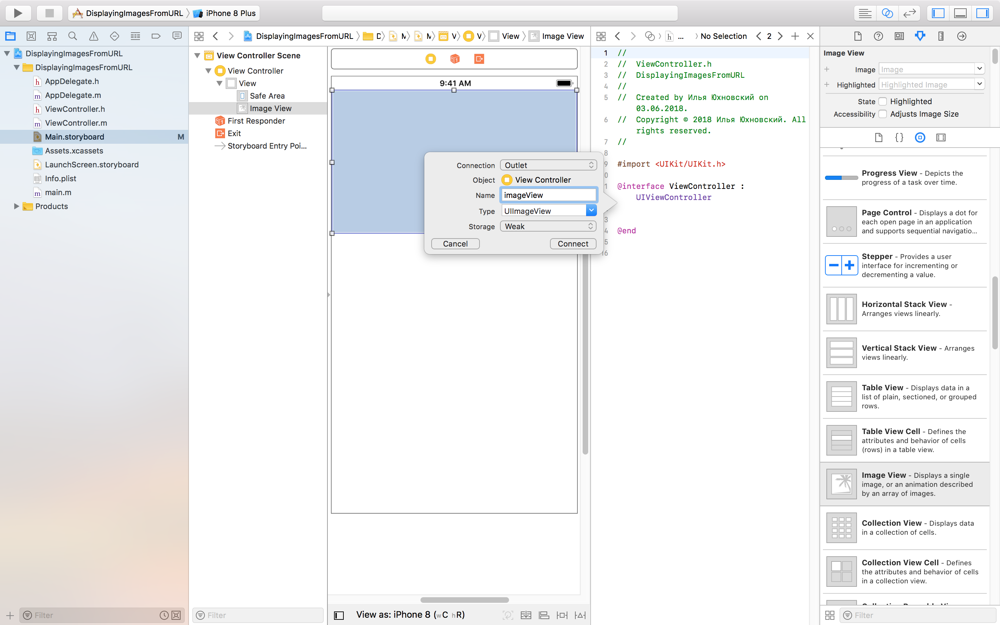 DisplayingImagesFromURL
iPhone 8 Plus
DisplayingImagesFromURL
D
M
M
V
V
View
Image View
...
No Selection
2
DisplayingImagesFromURL
DisplayingImagesFromURL
h AppDelegate.h
m AppDelegate.m
h ViewController.h
m ViewController.m
Main.storyboard M
Assets.xcassets
LaunchScreen.storyboard
Info.plist
m main.m
Products
Filter
View Controller Scene
View Controller
View
Safe Area
Image View
First Responder
Exit
Storyboard Entry Poi...
Filter
9:41 AM
Connection Outlet
Object View Controller
Name imageView
Type UIImageView
Storage Weak
Cancel Connect
View as: iPhone 8 (wC hR)
1 //
2 // ViewController.h
3 // DisplayingImagesFromURL
4 //
5 // Created by Илья Юхновский on
03.06.2018.
6 // Copyright © 2018 Илья Юхновский. All
rights reserved.
7 //
8
9 #import <UIKit/UIKit.h>
0
1 @interface ViewController :
UIViewController
3
4 @end
5
16
Image View
Image Image
Highlighted Highlighted Image
State Highlighted
Accessibility Adjusts Image Size
{}
Progress View - Depicts the
progress of a task over time.
Page Control - Displays a dot for
each open page in an application
and supports sequential navigatio...
Stepper - Provides a user
interface for incrementing or
decrementing a value.
Horizontal Stack View -
Arranges views linearly.
Vertical Stack View - Arranges
views linearly.
Table View - Displays data in a
list of plain, sectioned, or grouped
rows.
Table View Cell - Defines the
attributes and behavior of cells
(rows) in a table view.
Image View - Displays a single
image, or an animation described
by an array of images.
Collection View - Displays data
in a collection of cells.
Collection View Cell - Defines
the attributes and behavior of cells
in a collection view.
Filter